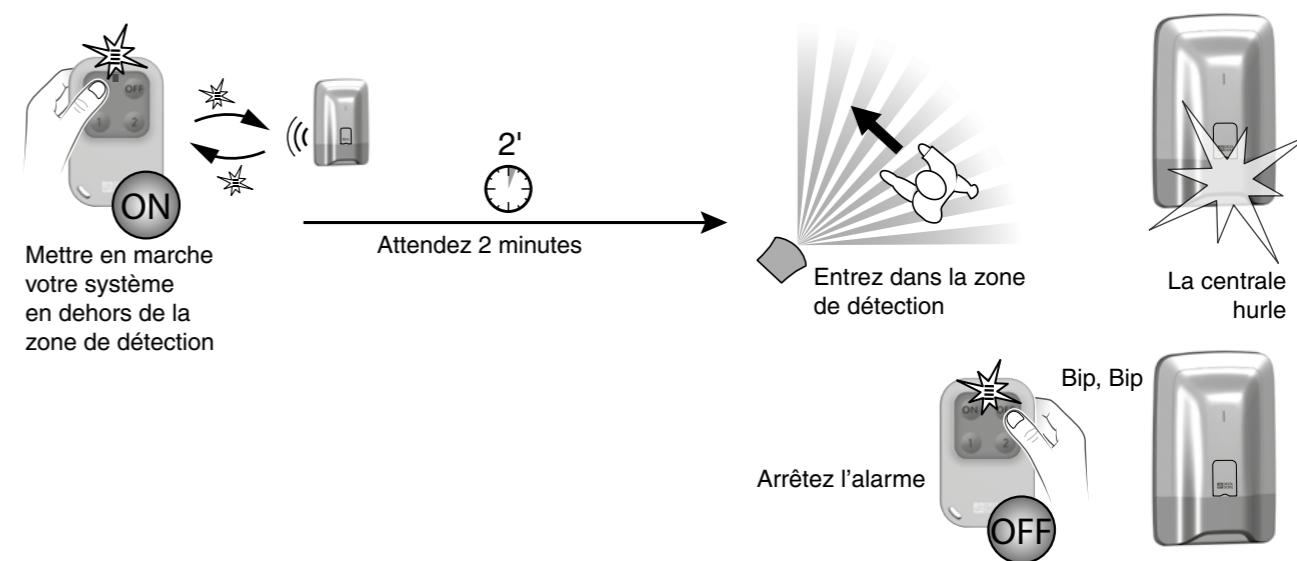 OFF
1 2
ON
Mettre en marche
votre système
en dehors de la
zone de détection
2'
Attendez 2 minutes
Entrez dans la zone
de détection
La centrale
hurle
Bip, Bip
ON OFF
1 2
Arrêtez l'alarme
OFF